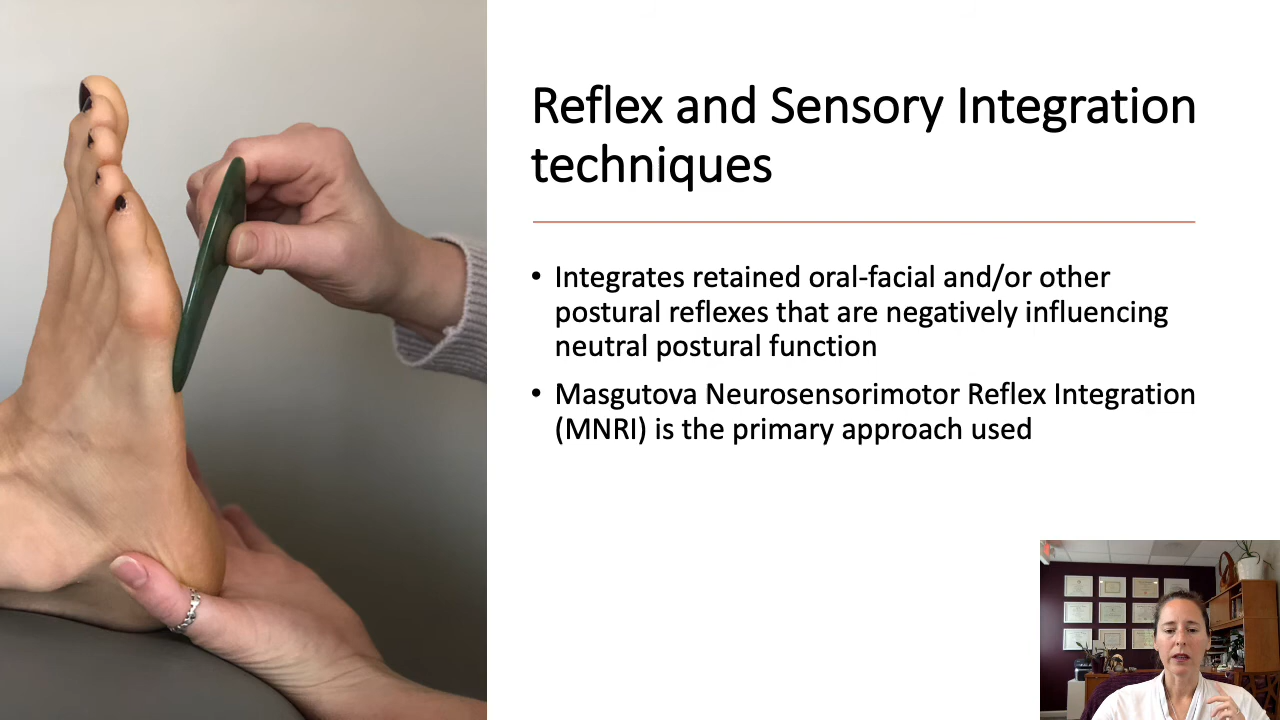 Reflex and Sensory Integration
techniques
• Integrates retained oral-facial and/or other
postural reflexes that are negatively influencing
neutral postural function
• Masgutova Neurosensorimotor Reflex Integration
(MNRI) is the primary approach used